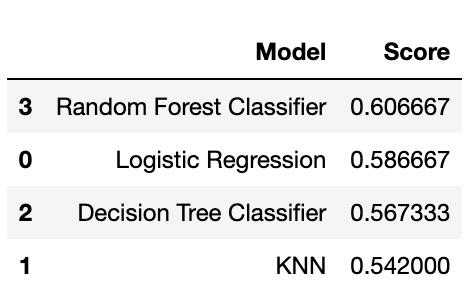 Model Score
3 Random Forest Classifier 0.606667
0 Logistic Regression 0.586667
2 Decision Tree Classifier 0.567333
1 KNN 0.542000